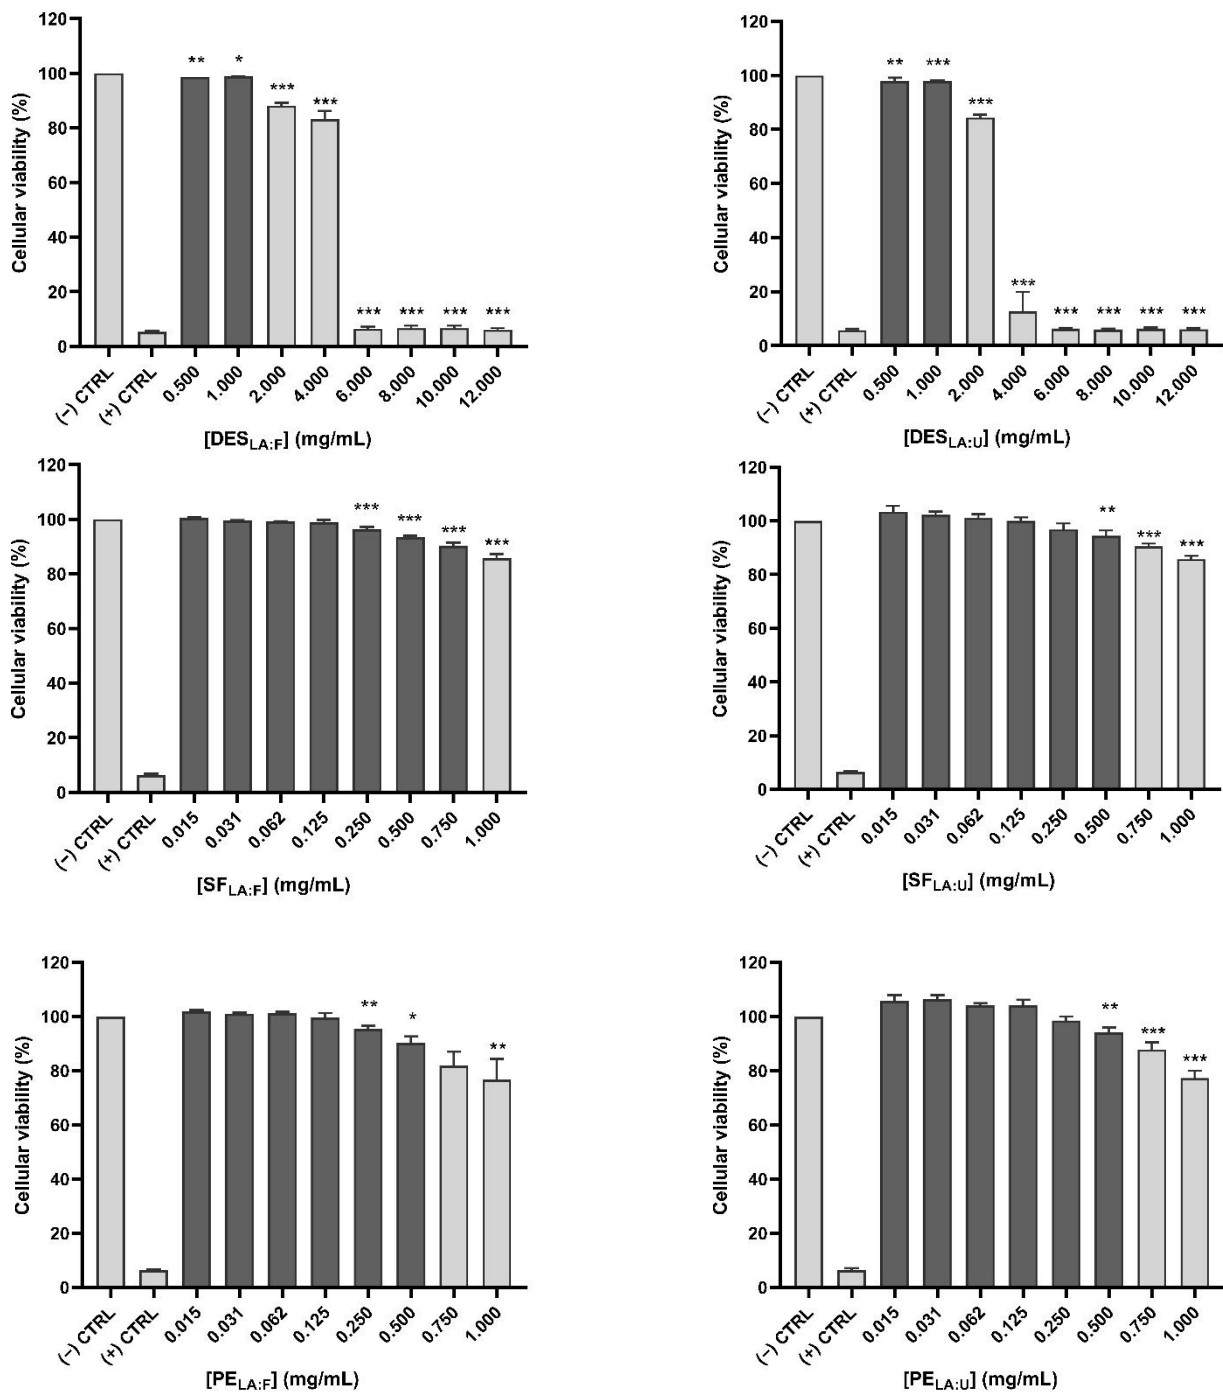 120
100
80
60
40
20
0
Cellular viability (%)
** * *** *** *** *** *** ***
(−) CTRL (+) CTRL 0.500 1.000 2.000 4.000 6.000 8.000 10.000 12.000
[DESLA:F] (mg/mL)
120
100
80
60
40
20
0
Cellular viability (%)
** *** *** *** *** *** *** ***
(−) CTRL (+) CTRL 0.500 1.000 2.000 4.000 6.000 8.000 10.000 12.000
[DESLA:U] (mg/mL)
120
100
80
60
40
20
0
Cellular viability (%)
*** *** *** ***
(−) CTRL (+) CTRL 0.015 0.031 0.062 0.125 0.250 0.500 0.750 1.000
[SFLA:F] (mg/mL)
120
100
80
60
40
20
0
Cellular viability (%)
** *** ***
(−) CTRL (+) CTRL 0.015 0.031 0.062 0.125 0.250 0.500 0.750 1.000
[SFLA:U] (mg/mL)
120
100
80
60
40
20
0
Cellular viability (%)
** * **
(−) CTRL (+) CTRL 0.015 0.031 0.062 0.125 0.250 0.500 0.750 1.000
[PELA:F] (mg/mL)
120
100
80
60
40
20
0
Cellular viability (%)
** *** ***
(−) CTRL (+) CTRL 0.015 0.031 0.062 0.125 0.250 0.500 0.750 1.000
[PELA:U] (mg/mL)